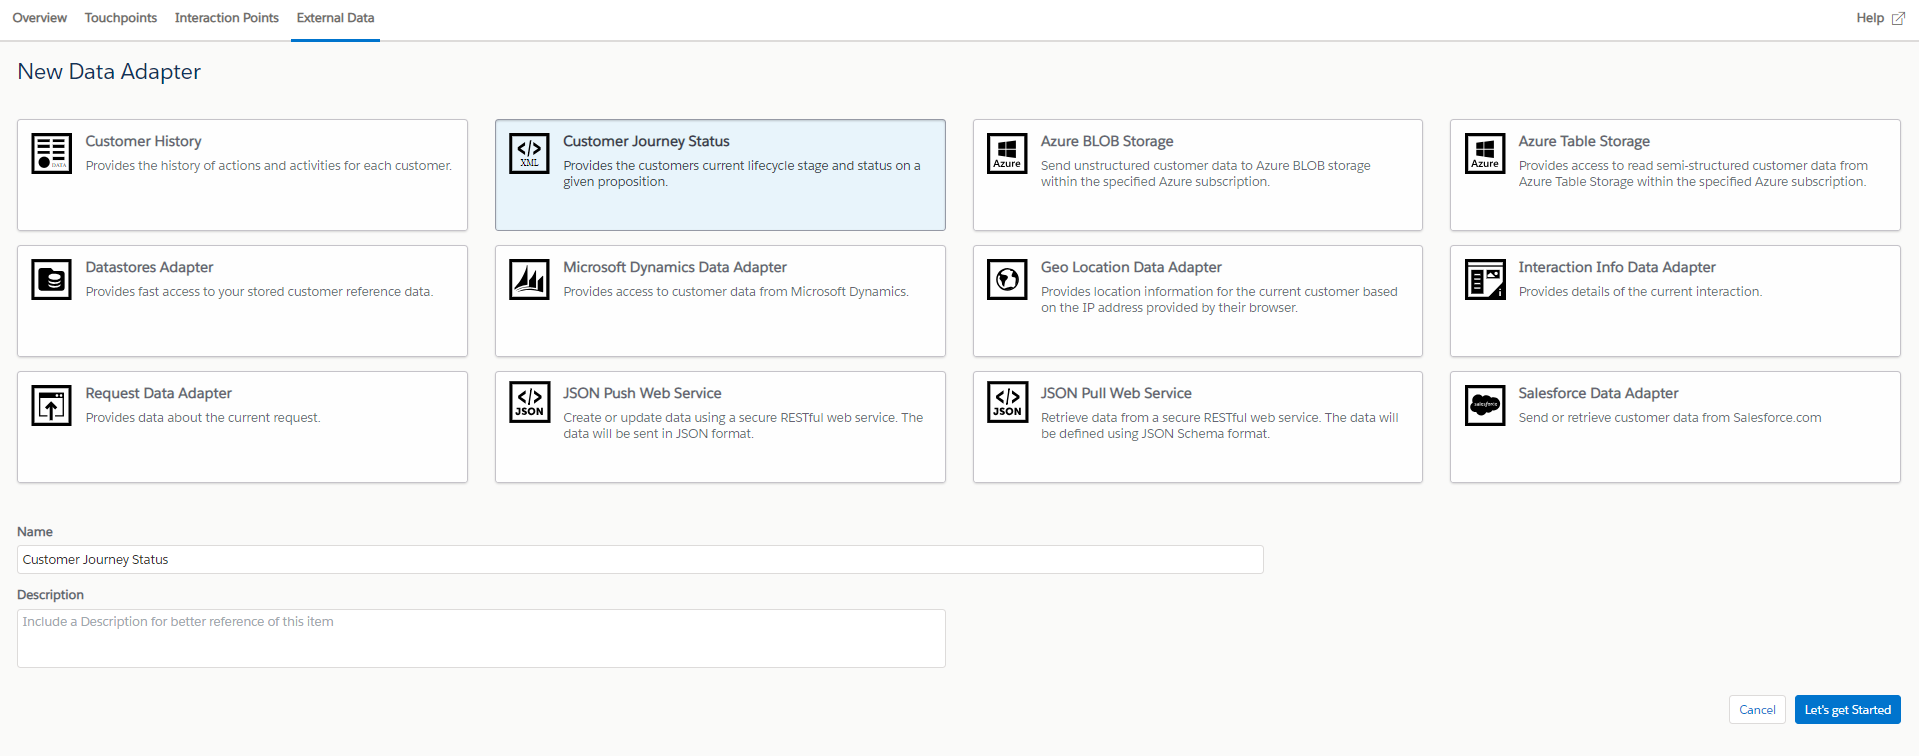 Overview Touchpoints Interaction Points External Data Help
New Data Adapter
Customer History
Provides the history of actions and activities for each customer.
DATA
Customer Journey Status
Provides the customers current lifecycle stage and status on a
given proposition.
</>
XML
Azure BLOB Storage
Send unstructured customer data to Azure BLOB storage
within the specified Azure subscription.
Azure
Azure Table Storage
Provides access to read semi-structured customer data from
Azure Table Storage within the specified Azure subscription.
Azure
Datastores Adapter
Provides fast access to your stored customer reference data.
Microsoft Dynamics Data Adapter
Provides access to customer data from Microsoft Dynamics.
Geo Location Data Adapter
Provides location information for the current customer based
on the IP address provided by their browser.
Interaction Info Data Adapter
Provides details of the current interaction.
i
Request Data Adapter
Provides data about the current request.
JSON Push Web Service
Create or update data using a secure RESTful web service. The
data will be sent in JSON format.
</>
JSON
JSON Pull Web Service
Retrieve data from a secure RESTful web service. The data will
be defined using JSON Schema format.
</>
JSON
Salesforce Data Adapter
Send or retrieve customer data from Salesforce.com
salesforce
Name
Customer Journey Status
Description
Include a Description for better reference of this item
Cancel Let's get Started